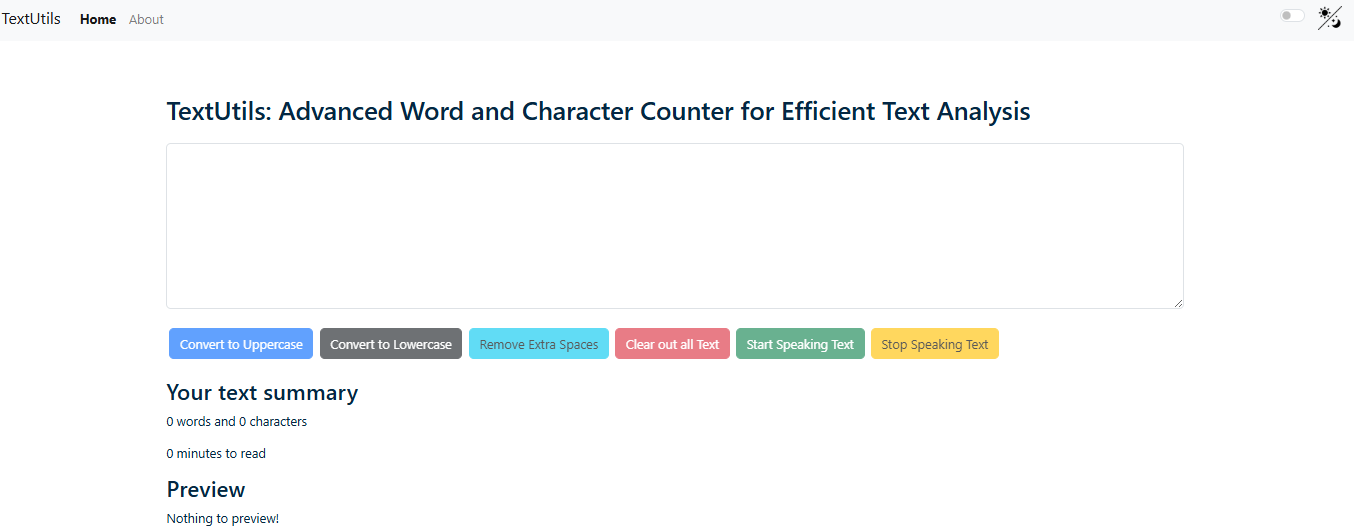 TextUtils Home About
TextUtils: Advanced Word and Character Counter for Efficient Text Analysis
Convert to Uppercase Convert to Lowercase Remove Extra Spaces Clear out all Text Start Speaking Text Stop Speaking Text
Your text summary
0 words and 0 characters
0 minutes to read
Preview
Nothing to preview!